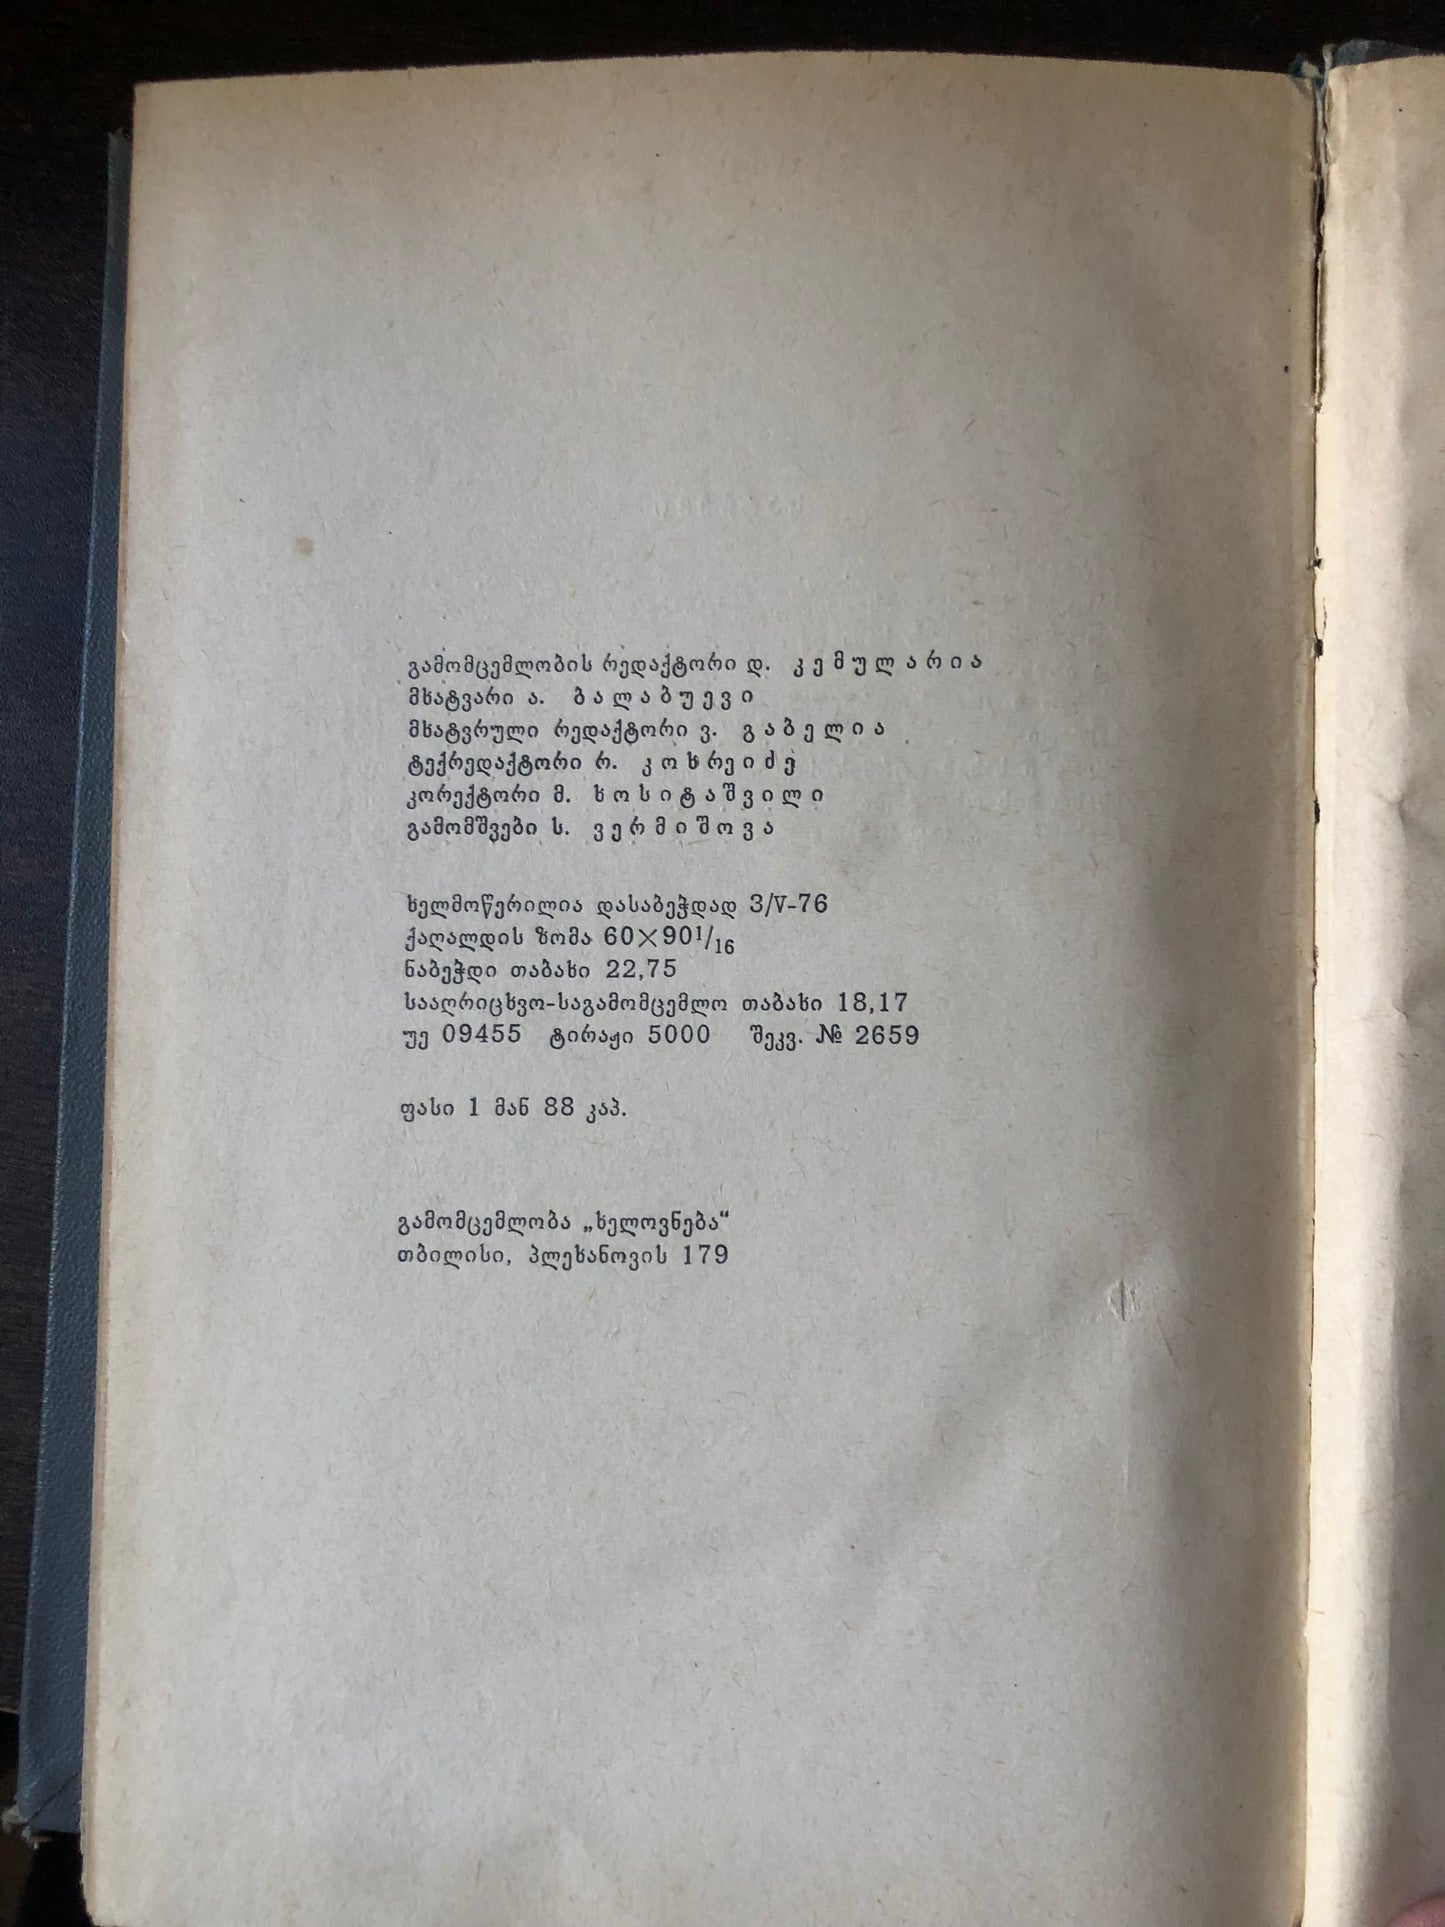 გამომცემლობის რედაქტორი დ. კემულარია
მხატვარი ა. ბალაბუევი
მხატვრული რედაქტორი ვ. გაბელია
ტექრედაქტორი რ. კოხრეიძე
კორექტორი მ. ხოსიტაშვილი
გამომშვები ს. ვერმიშოვა
ხელმოწერილია დასაბეჭდად 3/V-76
ქაღალდის ზომა 60×90¹/₁₆
ნაბეჭდი თაბახი 22,75
სააღრიცხვო-საგამომცემლო თაბახი 18,17
უე 09455 ტირაჟი 5000 შეკვ. № 2659
ფასი 1 მან 88 კაპ.
გამომცემლობა „ხელოვნება“
თბილისი, პლეხანოვის 179